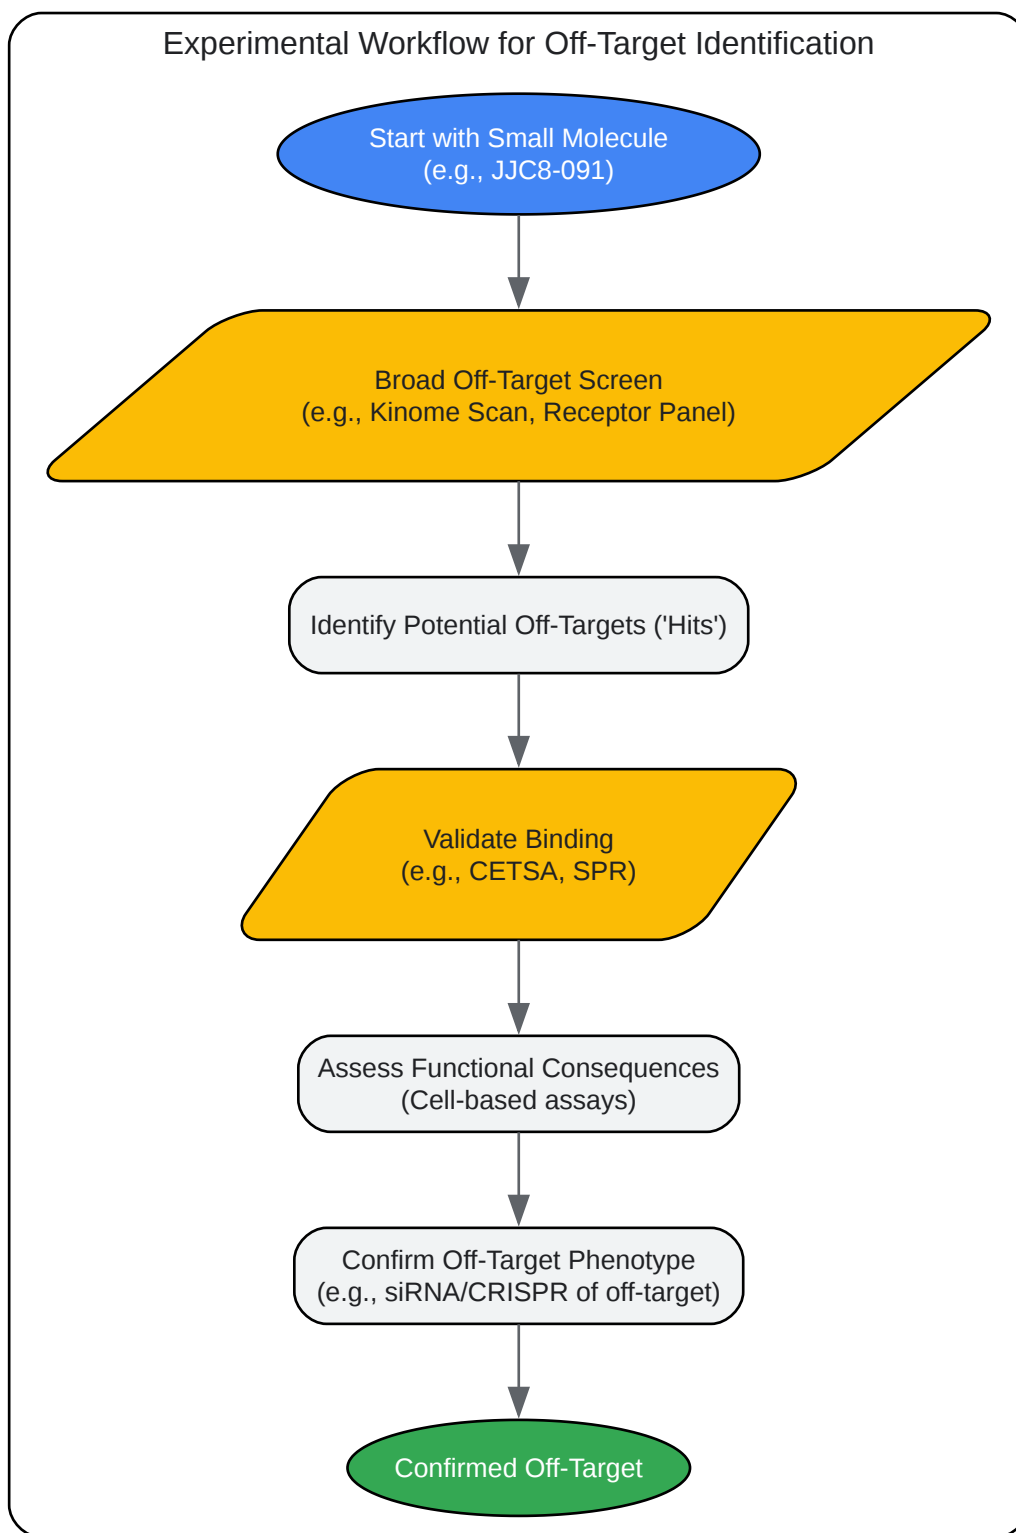 Experimental Workflow for Off-Target Identification
Start with Small Molecule
(e.g., JJC8-091)
Broad Off-Target Screen
(e.g., Kinome Scan, Receptor Panel)
Identify Potential Off-Targets ('Hits')
Validate Binding
(e.g., CETSA, SPR)
Assess Functional Consequences
(Cell-based assays)
Confirm Off-Target Phenotype
(e.g., siRNA/CRISPR of off-target)
Confirmed Off-Target